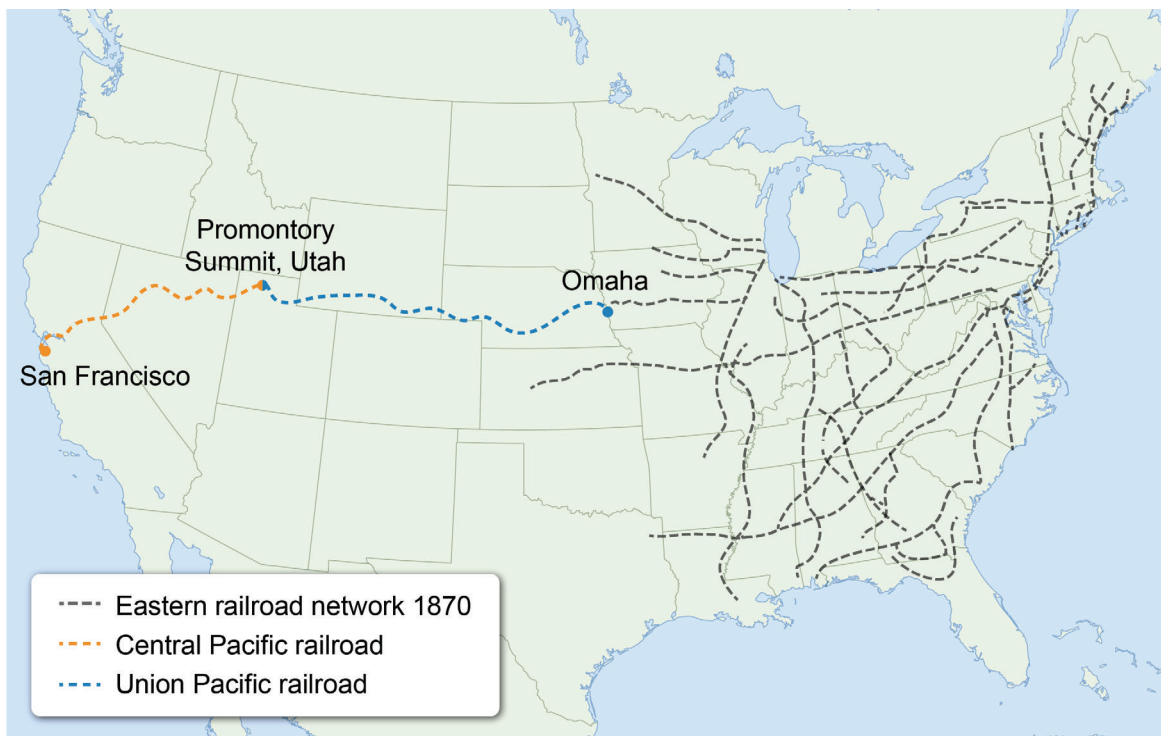 Promontory
Summit, Utah
Omaha
San Francisco
Eastern railroad network 1870
Central Pacific railroad
Union Pacific railroad